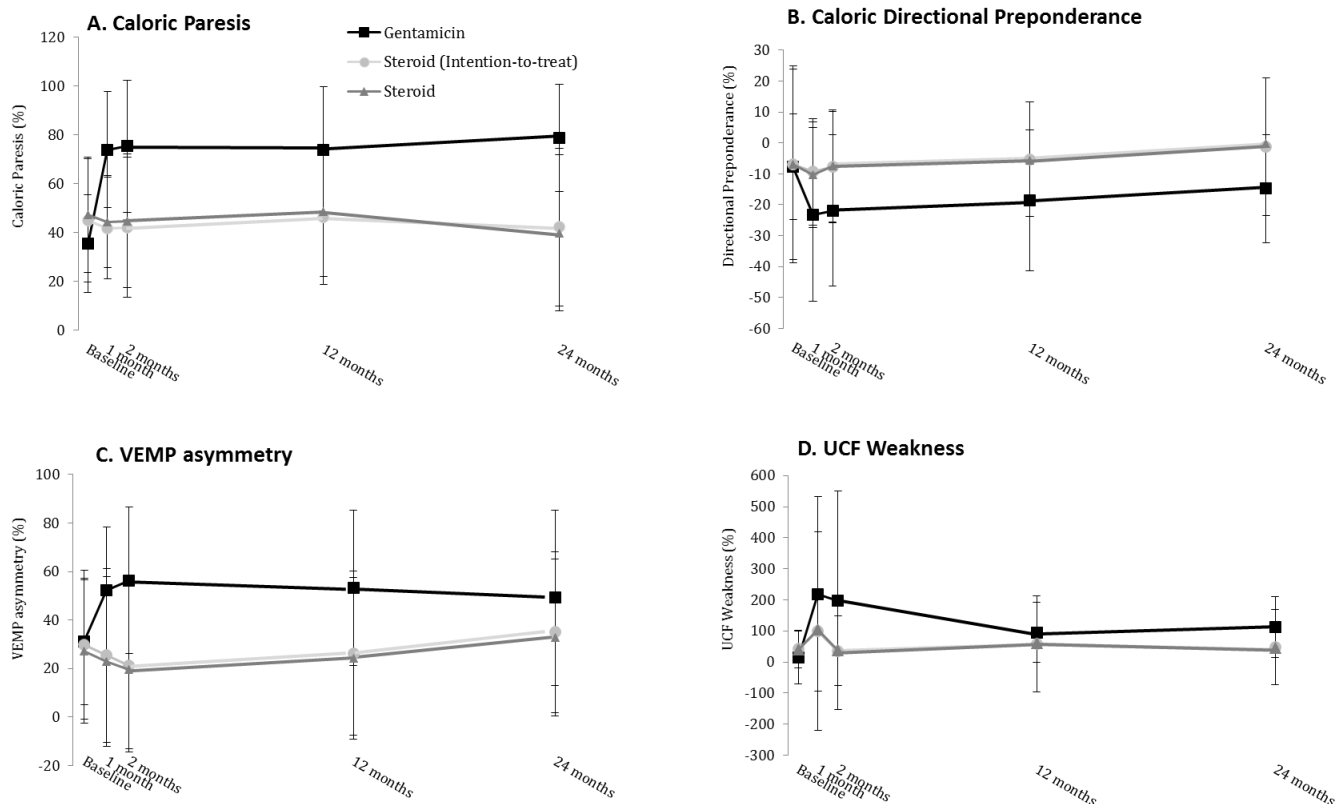 A. Caloric Paresis
Gentamicin
Steroid (Intention-to-treat)
Steroid
Caloric Paresis (%)
120
100
80
60
40
20
0
Baseline
1 month
2 months
12 months
24 months
B. Caloric Directional Preponderance
Directional Preponderance (%)
30
20
10
0
-10
-20
-30
-40
-50
-60
Baseline
1 month
2 months
12 months
24 months
C. VEMP asymmetry
VEMP asymmetry (%)
100
80
60
40
20
0
-20
Baseline
1 month
2 months
12 months
24 months
D. UCF Weakness
UCF Weakness (%)
600
500
400
300
200
100
0
-100
-200
-300
Baseline
1 month
2 months
12 months
24 months